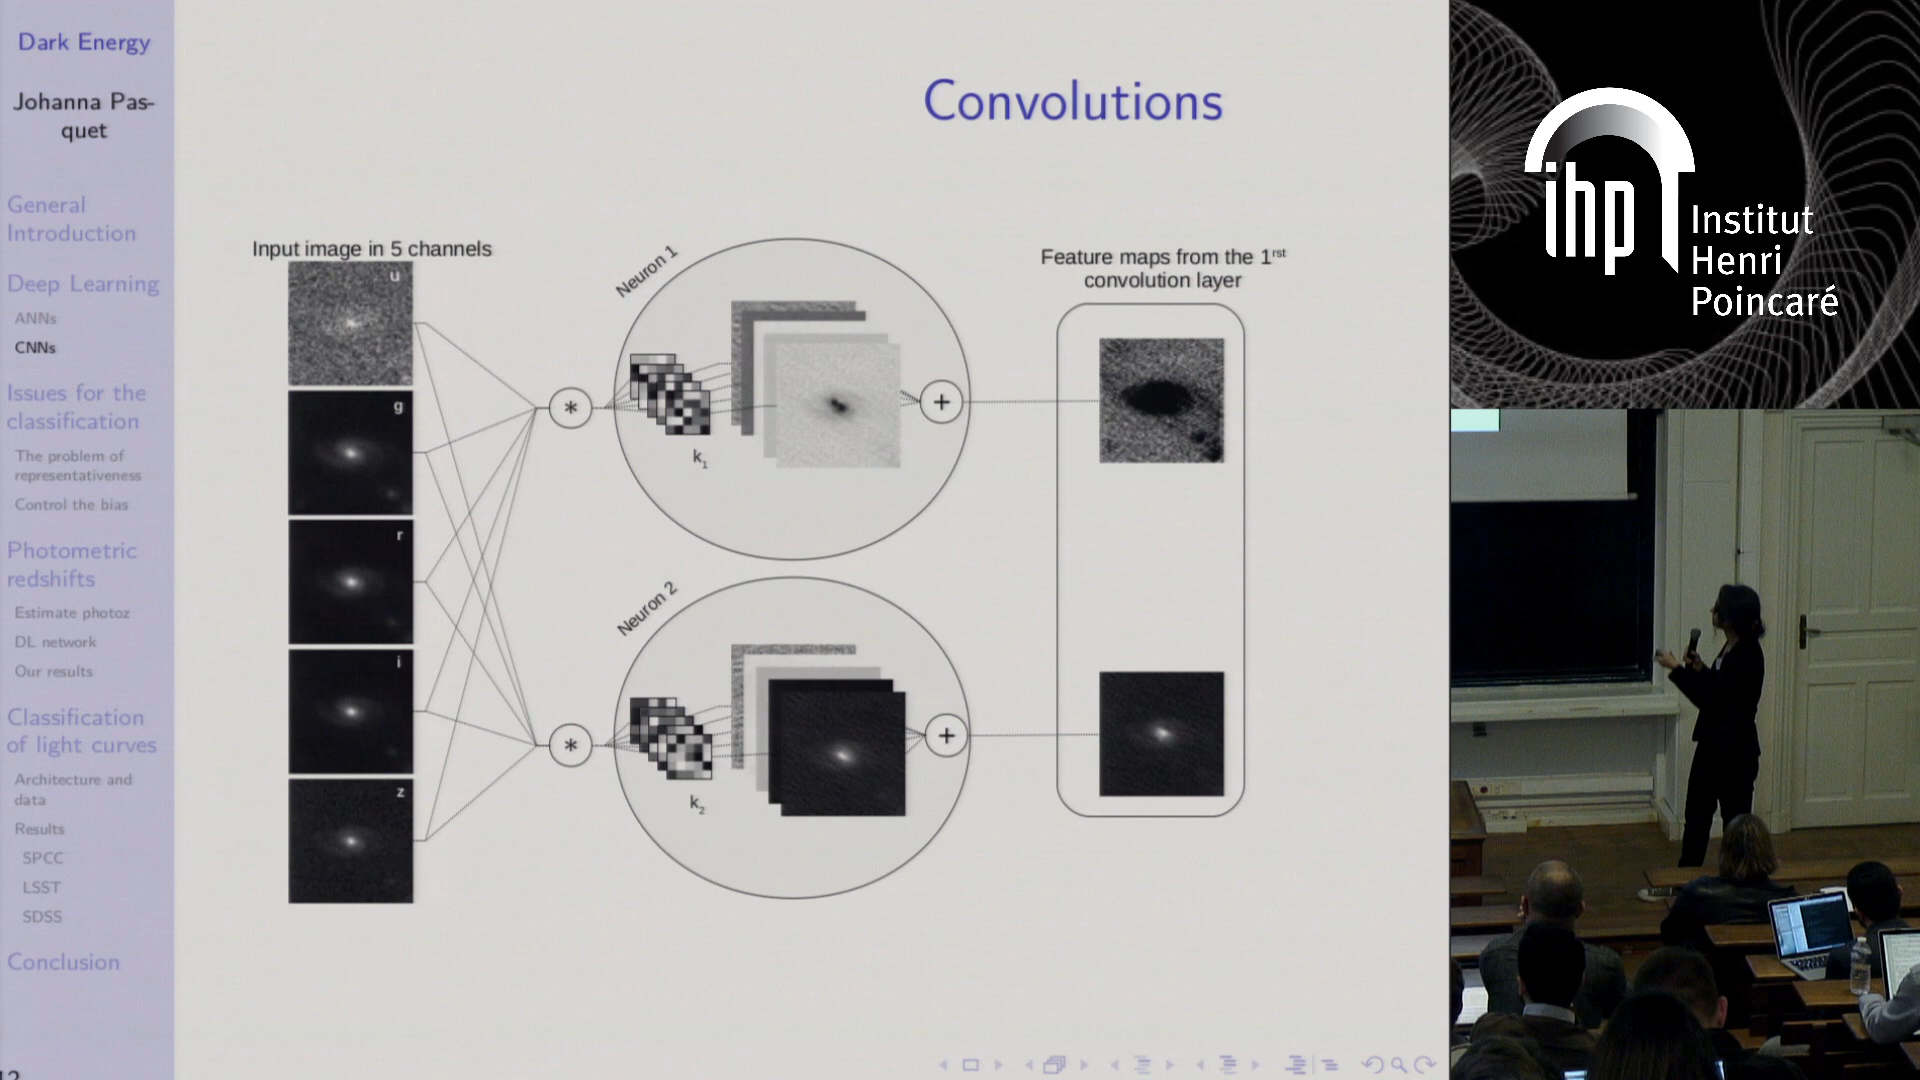 Dark Energy
Johanna Pas-
quet
General
Introduction
Deep Learning
ANNs
CNNs
Issues for the
classification
The problem of
representativeness
Control the bias
Photometric
redshifts
Estimate photoz
DL network
Our results
Classification
of light curves
Architecture and
data
Results
SPCC
LSST
SDSS
Conclusion
12
Convolutions
Input image in 5 channels
u
g
r
i
z
*
*
Neuron 1
k1
+
Neuron 2
k2
+
Feature maps from the 1rst
convolution layer
ihp
Institut
Henri
Poincaré